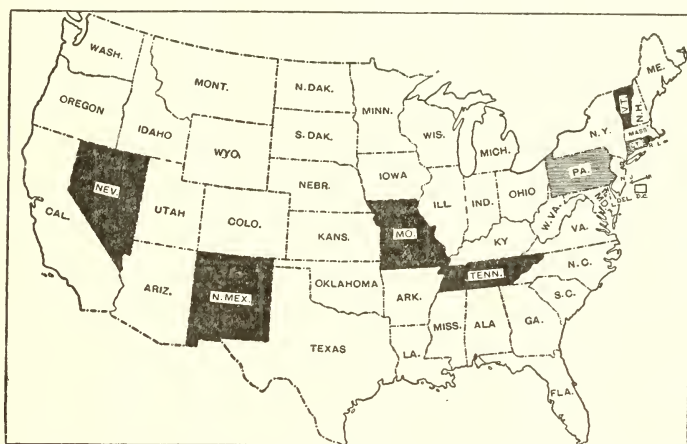 WASH.
MONT.
N. DAK.
MINN.
ME.
OREGON
IDAHO
S. DAK.
WIS.
MICH.
N.Y.
VT.
N.H.
MASS
R.I.
WYO.
NEBR.
IOWA
PA.
NEV.
UTAH
COLO.
KANS.
MO.
ILL
IND.
OHIO
W.VA.
VA.
DEL.
D.C.
CAL.
KY
ARIZ.
N. MEX.
OKLAHOMA
ARK.
TENN.
N.C.
S.C.
TEXAS
LA.
MISS.
ALA
GA.
FLA.